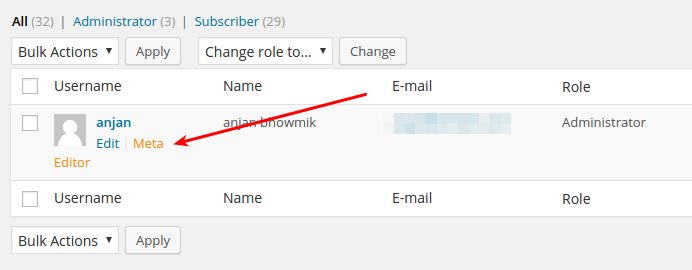 All (32) | Administrator (3) | Subscriber (29)
Bulk Actions Apply Change role to... Change
Username Name E-mail Role
anjan anjan bhowmik Administrator
Edit | Meta
Editor
Username Name E-mail Role
Bulk Actions Apply